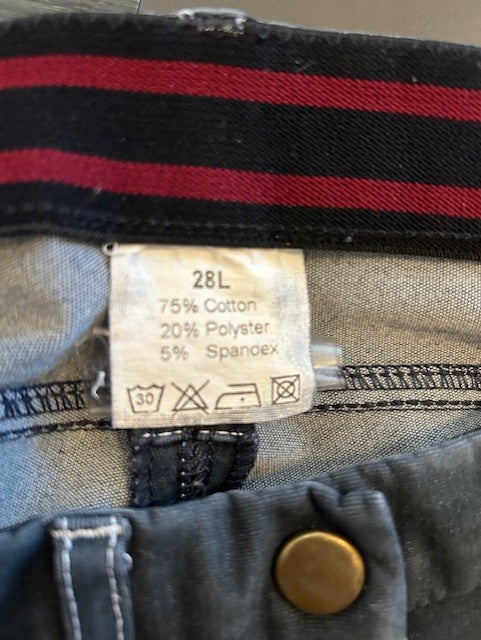 28L
75% Cotton
20% Polyster
5% Spandex
30